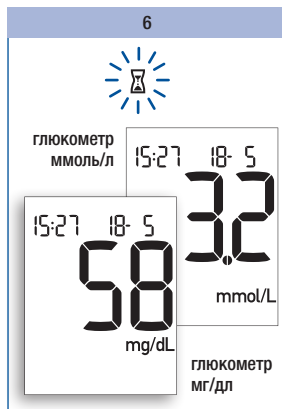 6
глюкометр
ммоль/л
15:27 18- 5
3.2
mmol/L
15:27 18- 5
58
mg/dL
глюкометр
мг/дл